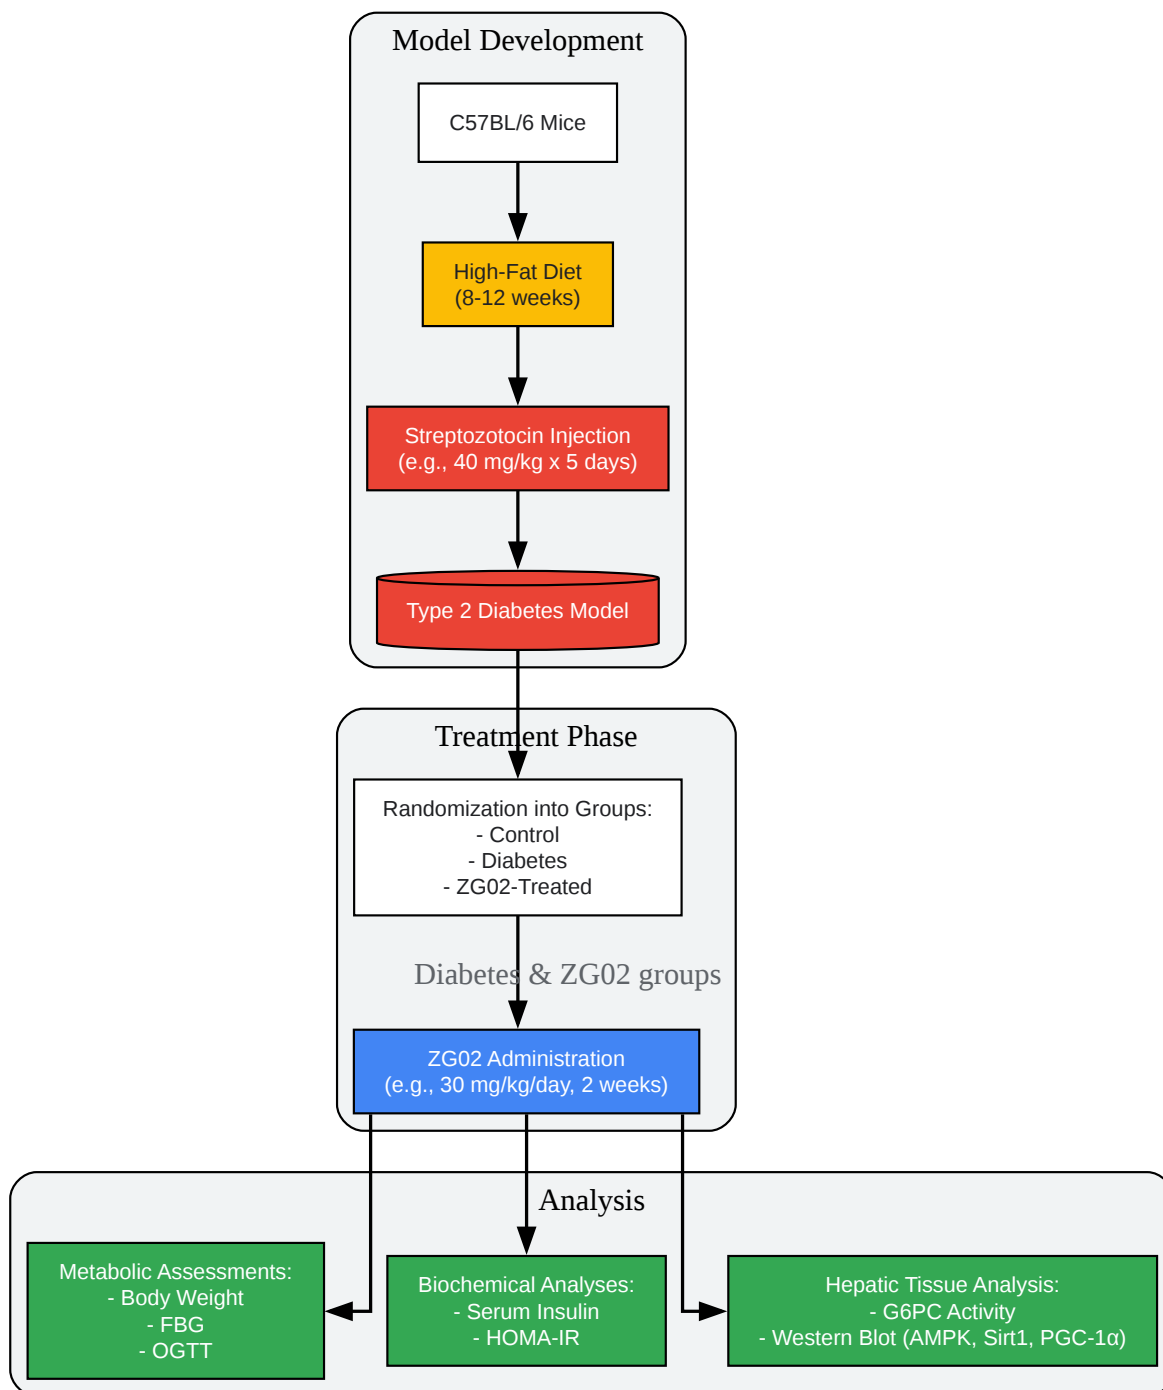 Model Development
C57BL/6 Mice
High-Fat Diet
(8-12 weeks)
Streptozotocin Injection
(e.g., 40 mg/kg x 5 days)
Type 2 Diabetes Model
Treatment Phase
Randomization into Groups:
- Control
- Diabetes
- ZG02-Treated
Diabetes & ZG02 groups
ZG02 Administration
(e.g., 30 mg/kg/day, 2 weeks)
Analysis
Metabolic Assessments:
- Body Weight
- FBG
- OGTT
Biochemical Analyses:
- Serum Insulin
- HOMA-IR
Hepatic Tissue Analysis:
- G6PC Activity
- Western Blot (AMPK, Sirt1, PGC-1α)